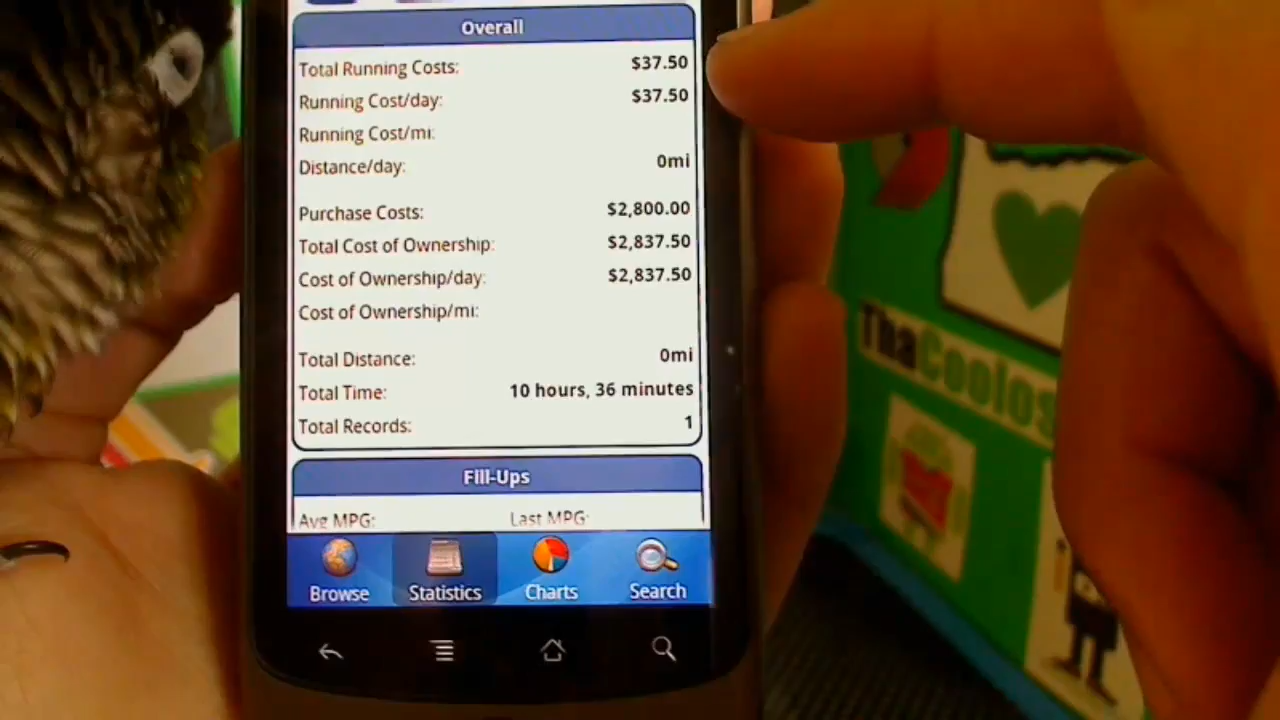 Overall
Total Running Costs: $37.50
Running Cost/day: $37.50
Running Cost/mi:
Distance/day: 0mi
Purchase Costs: $2,800.00
Total Cost of Ownership: $2,837.50
Cost of Ownership/day: $2,837.50
Cost of Ownership/mi:
Total Distance: 0mi
Total Time: 10 hours, 36 minutes
Total Records: 1
Fill-Ups
Avg MPG: Last MPG:
Browse Statistics Charts Search
ThaCoolos